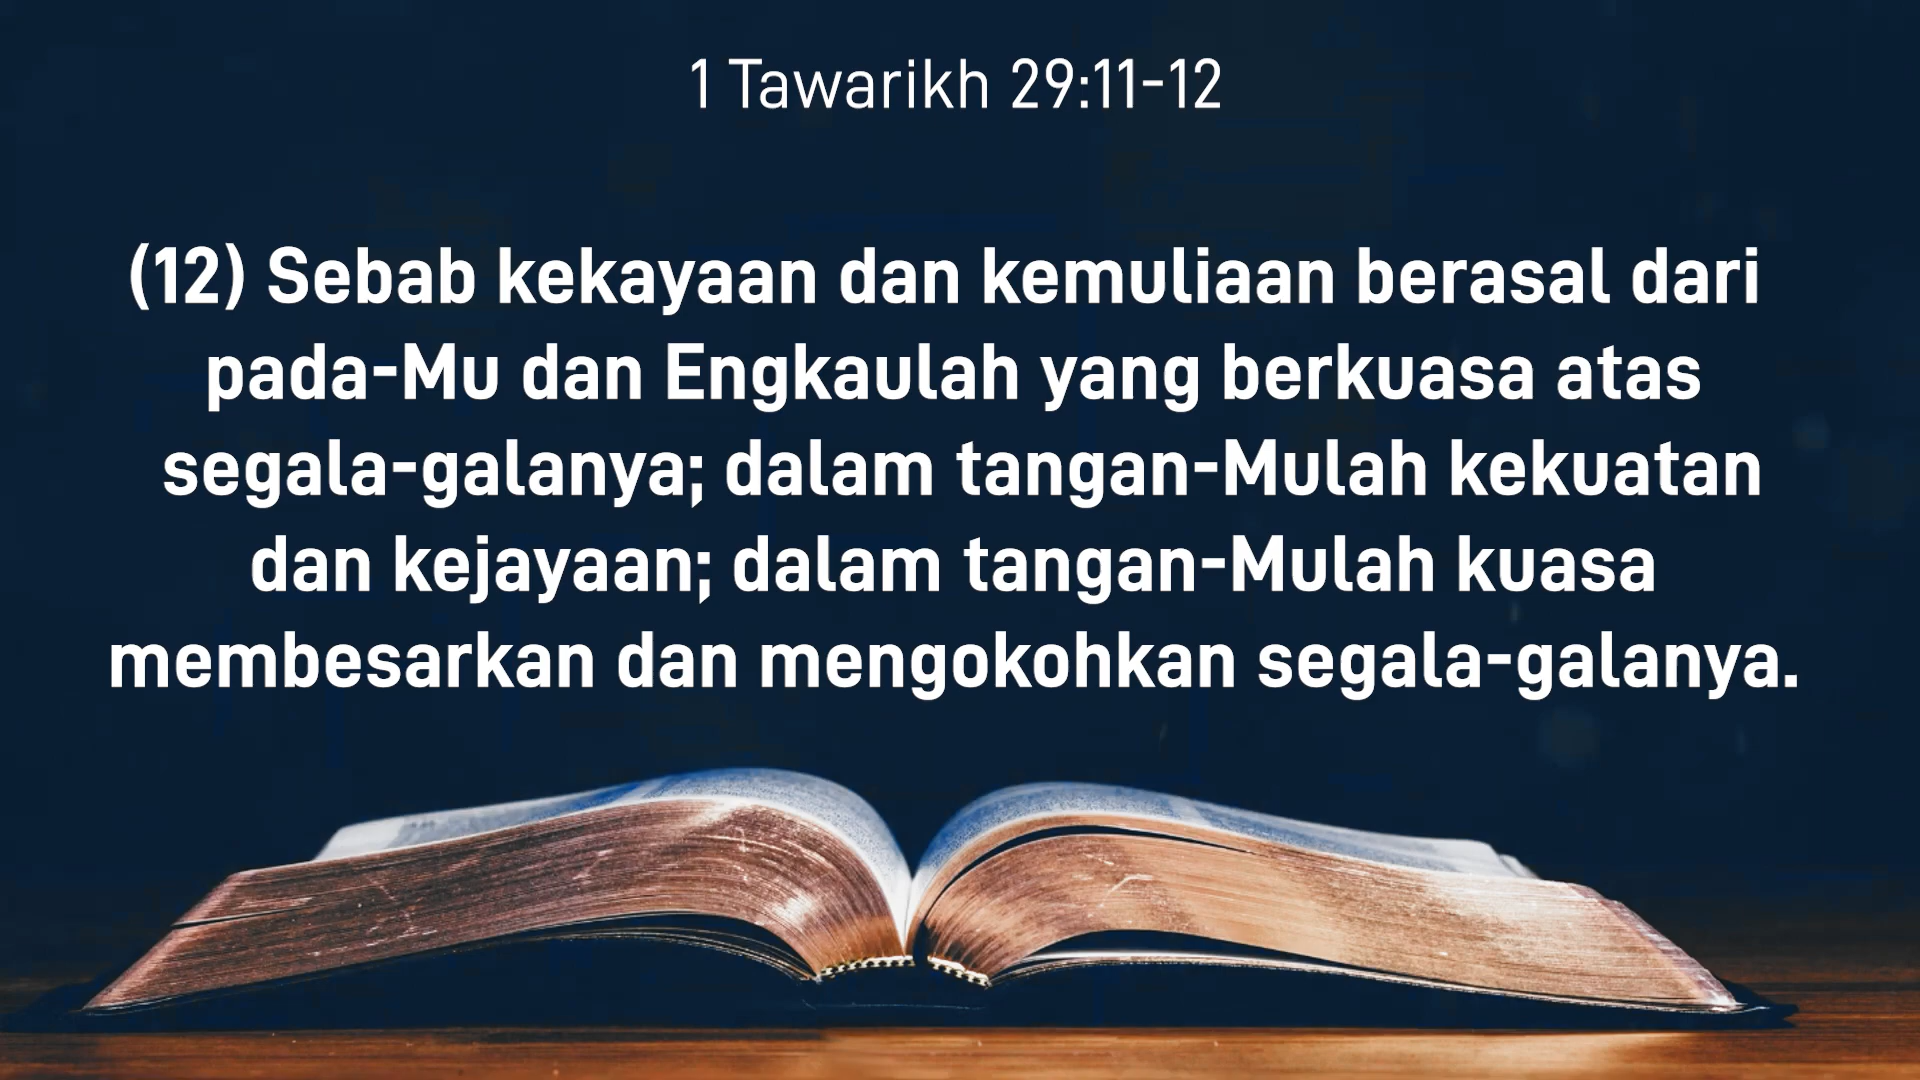 1 Tawarikh 29:11-12
(12) Sebab kekayaan dan kemuliaan berasal dari
pada-Mu dan Engkaulah yang berkuasa atas
segala-galanya; dalam tangan-Mulah kekuatan
dan kejayaan; dalam tangan-Mulah kuasa
membesarkan dan mengokohkan segala-galanya.